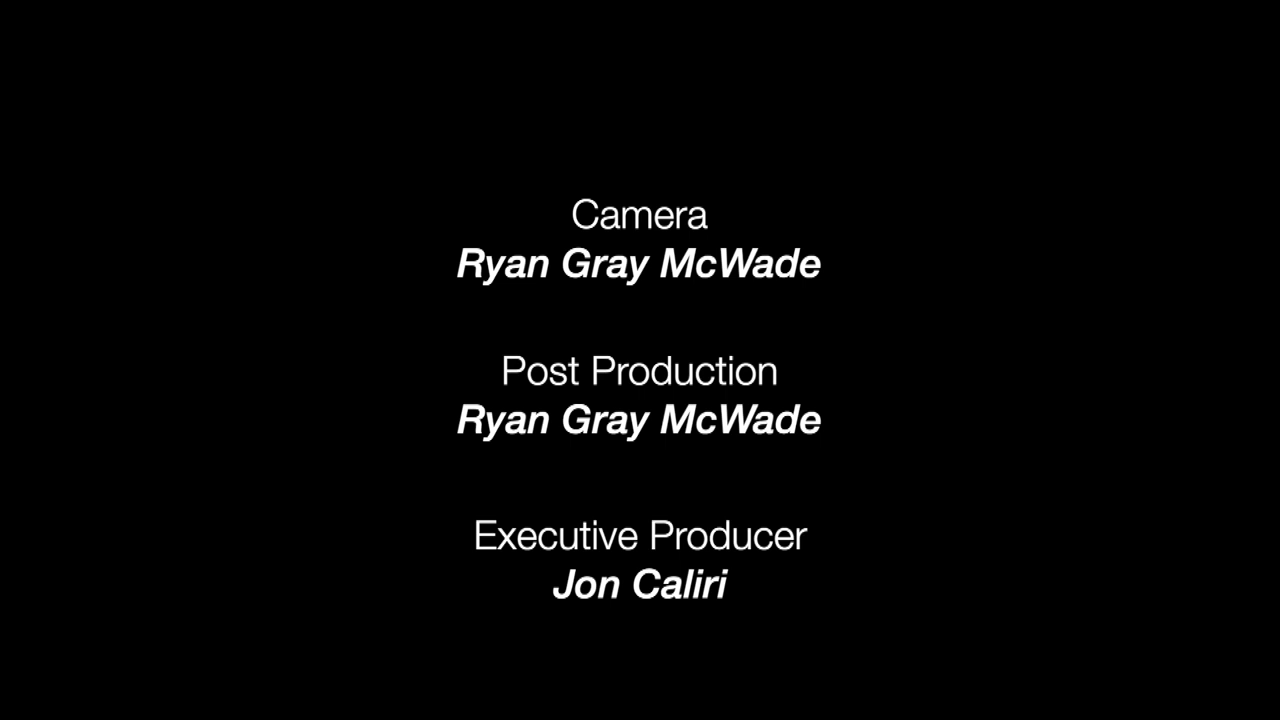 Camera
Ryan Gray McWade
Post Production
Ryan Gray McWade
Executive Producer
Jon Caliri